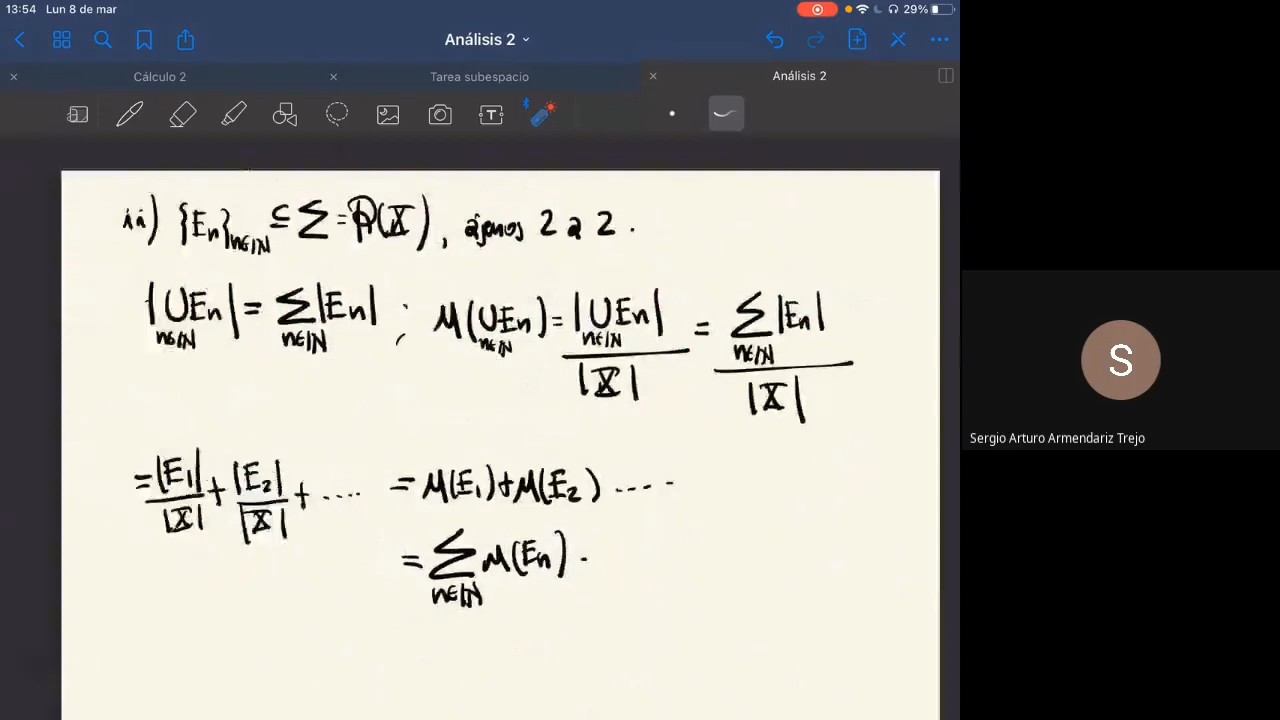 13:54 Lun 8 de mar
29%
Análisis 2
Cálculo 2
Tarea subespacio
Análisis 2
ii) {En}n∈ℕ ⊆ Σ = P(X), ajenos 2 a 2.
|∪n∈ℕ En| = Σn∈ℕ |En| ; M(∪n∈ℕ En) = |∪n∈ℕ En| / |X| = Σn∈ℕ |En| / |X|
= |E1| / |X| + |E2| / |X| + .... = M(E1) + M(E2) ....
= Σn∈ℕ M(En).
S
Sergio Arturo Armendariz Trejo